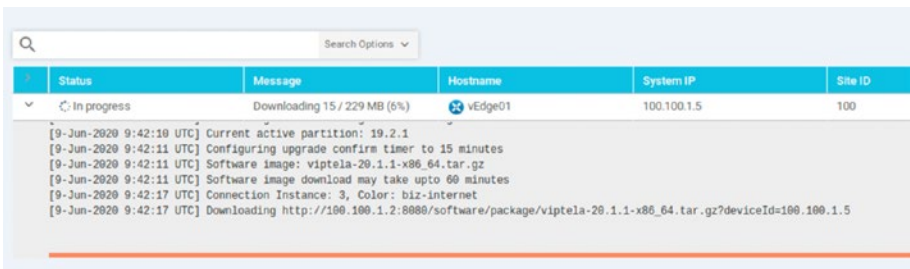 Search Options
Status Message Hostname System IP Site ID
In progress Downloading 15 / 229 MB (6%) vEdge01 100.100.1.5 100
[9-Jun-2020 9:42:10 UTC] Current active partition: 19.2.1
[9-Jun-2020 9:42:11 UTC] Configuring upgrade confirm timer to 15 minutes
[9-Jun-2020 9:42:11 UTC] Software image: viptela-20.1.1-x86_64.tar.gz
[9-Jun-2020 9:42:11 UTC] Software image download may take upto 60 minutes
[9-Jun-2020 9:42:17 UTC] Connection Instance: 3, Color: biz-internet
[9-Jun-2020 9:42:17 UTC] Downloading http://100.100.1.2:8080/software/package/viptela-20.1.1-x86_64.tar.gz?deviceId=100.100.1.5